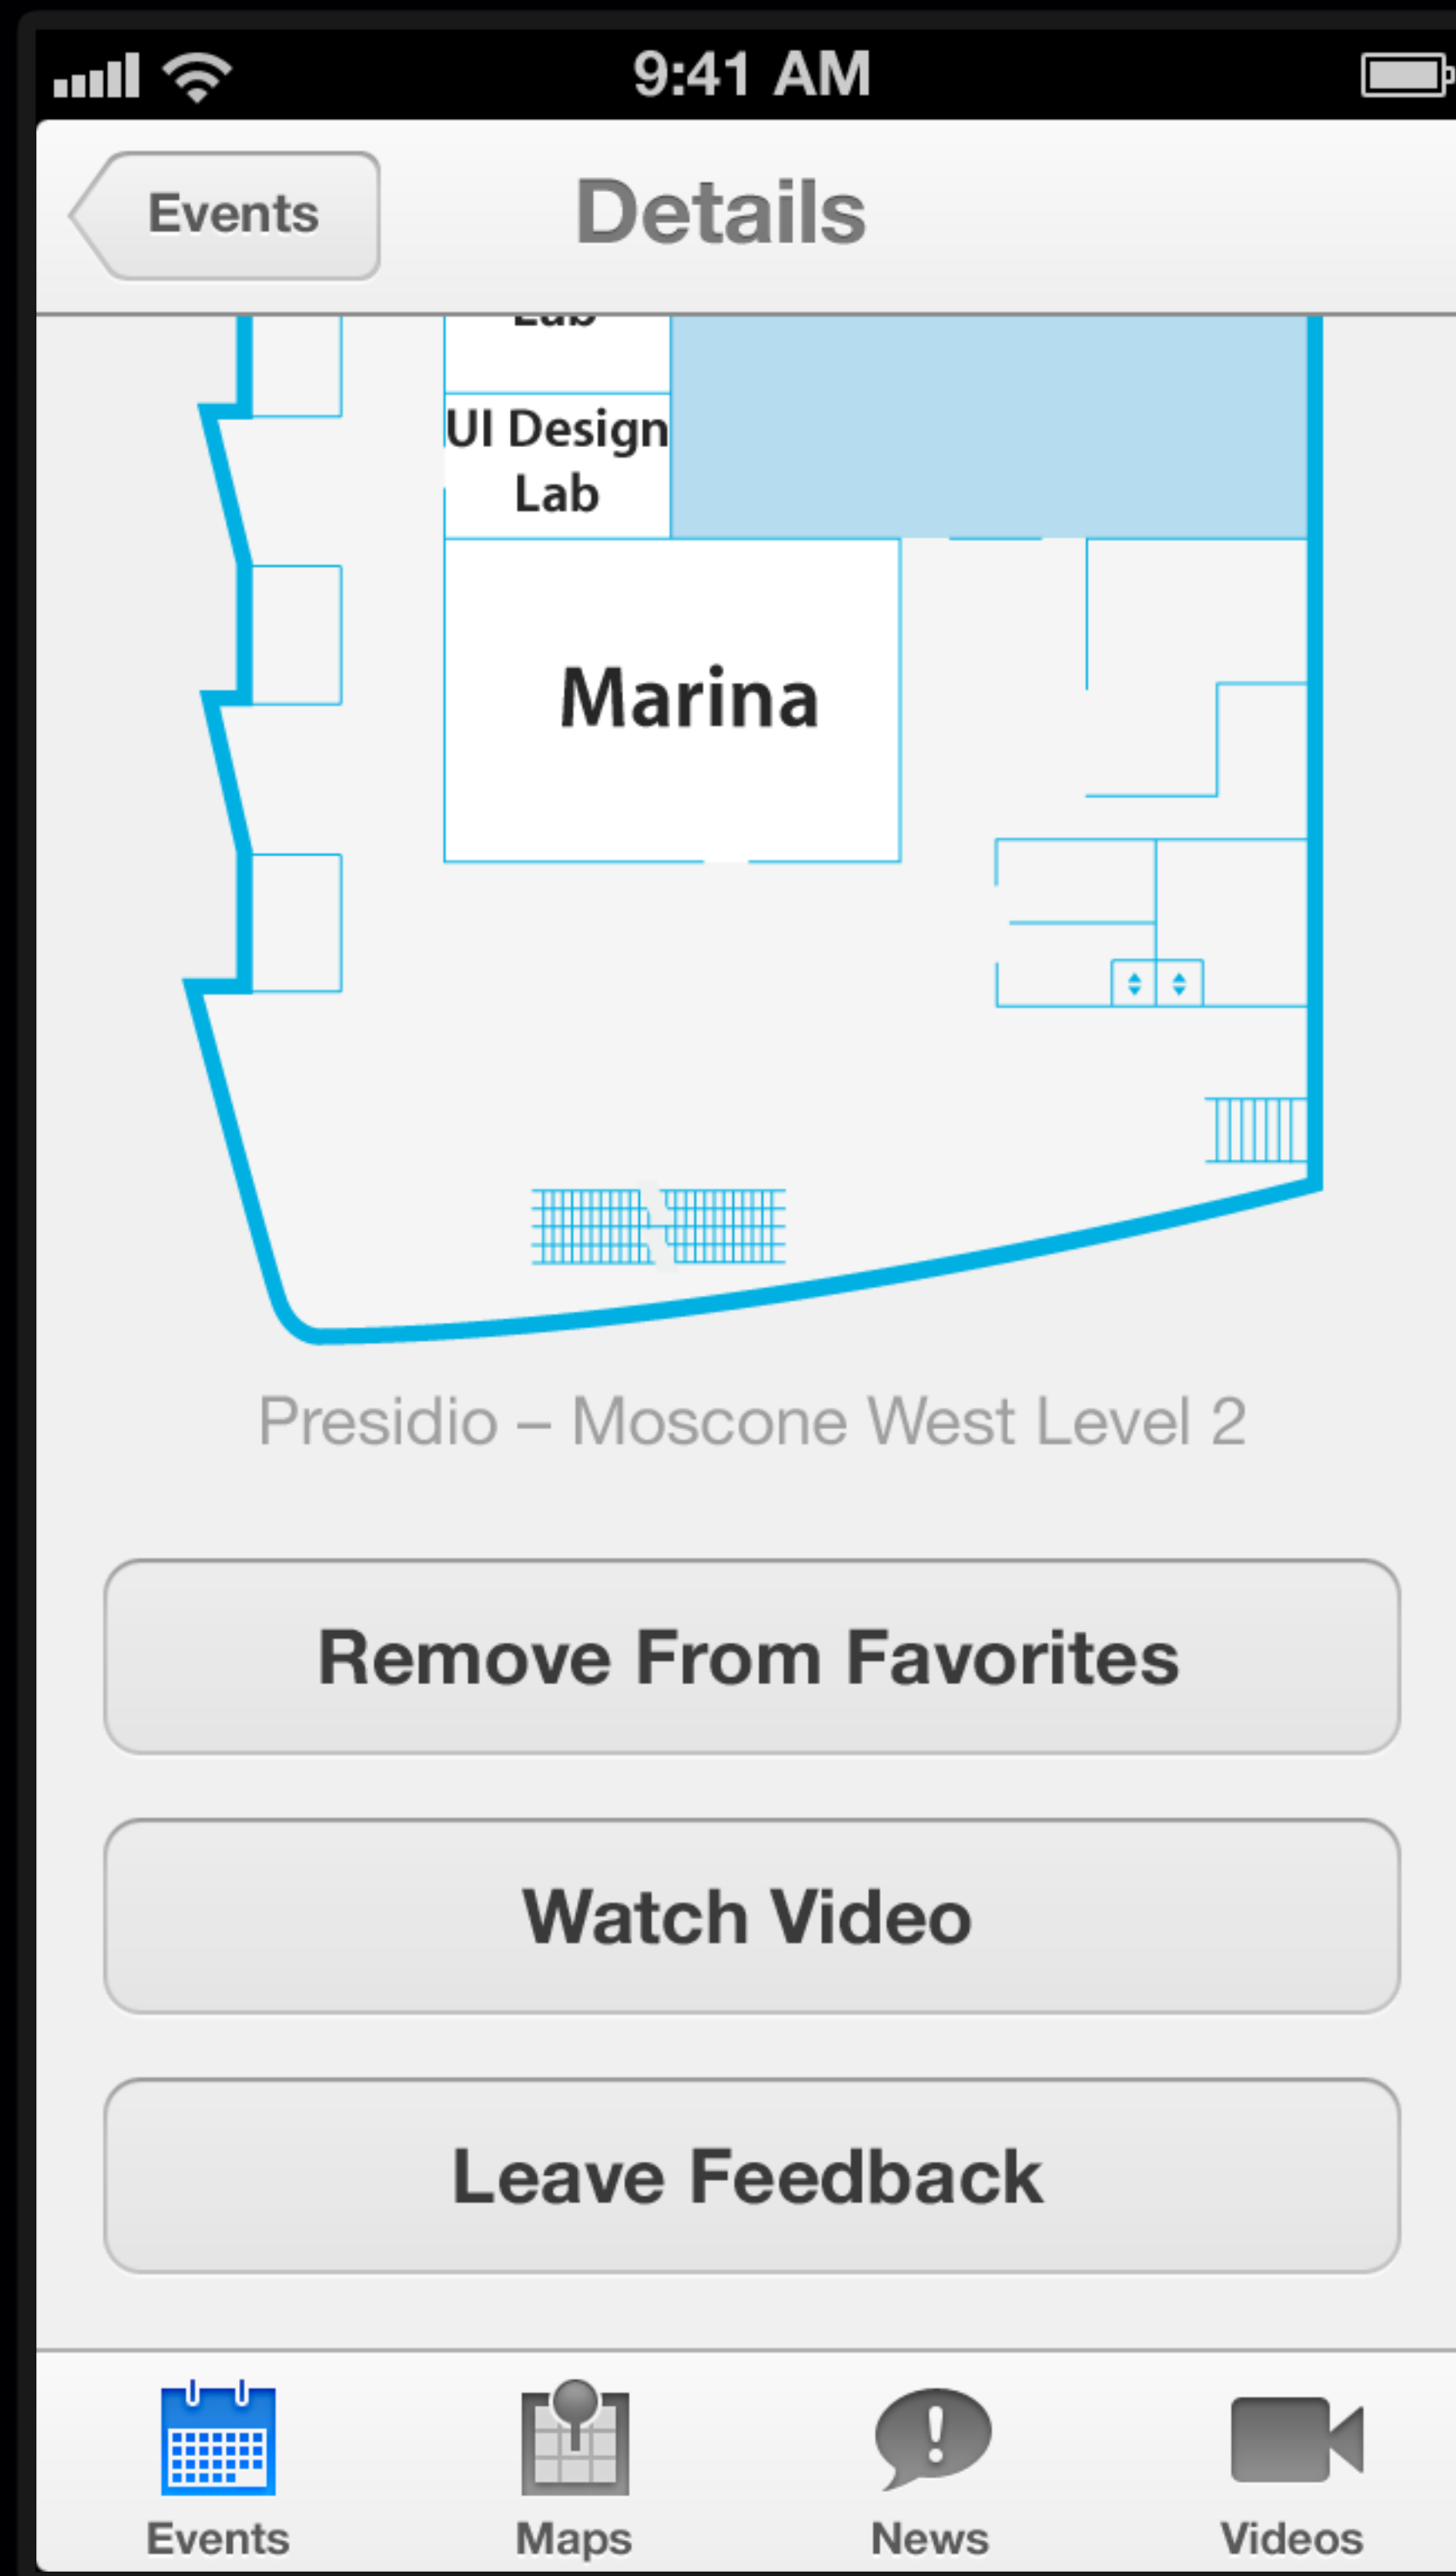 9:41 AM
Events
Details
Lab
UI Design
Lab
Marina
Presidio – Moscone West Level 2
Remove From Favorites
Watch Video
Leave Feedback
Events
Maps
News
Videos